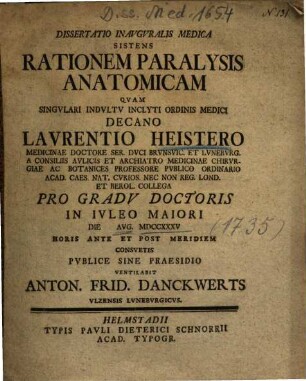 Diss. Med. 1654
N. 131
DISSERTATIO INAVGVRALIS MEDICA
SISTENS
RATIONEM PARALYSIS
ANATOMICAM
QVAM
SINGVLARI INDVLTV INCLYTI ORDINIS MEDICI
DECANO
LAVRENTIO HEISTERO
MEDICINAE DOCTORE SER. DVCI BRVNSVIC. ET LVNEBVRG.
A CONSILIIS AVLICIS ET ARCHIATRO MEDICINAE CHIRVR-
GIAE AC BOTANICES PROFESSORE PVBLICO ORDINARIO
ACAD. CAES. NAT. CVRIOS. NEC NON REG. LOND.
ET BEROL. COLLEGA
PRO GRADV DOCTORIS
IN IVLEO MAIORI
DIE AVG. MDCCXXXV
(1735)
HORIS ANTE ET POST MERIDIEM
CONSVETIS
PVBLICE SINE PRAESIDIO
VENTILABIT
ANTON. FRID. DANCKWERTS
VLZENSIS LVNEBVRGICVS.
HELMSTADII
TYPIS PAVLI DIETERICI SCHNORRII
ACAD. TYPOGR.